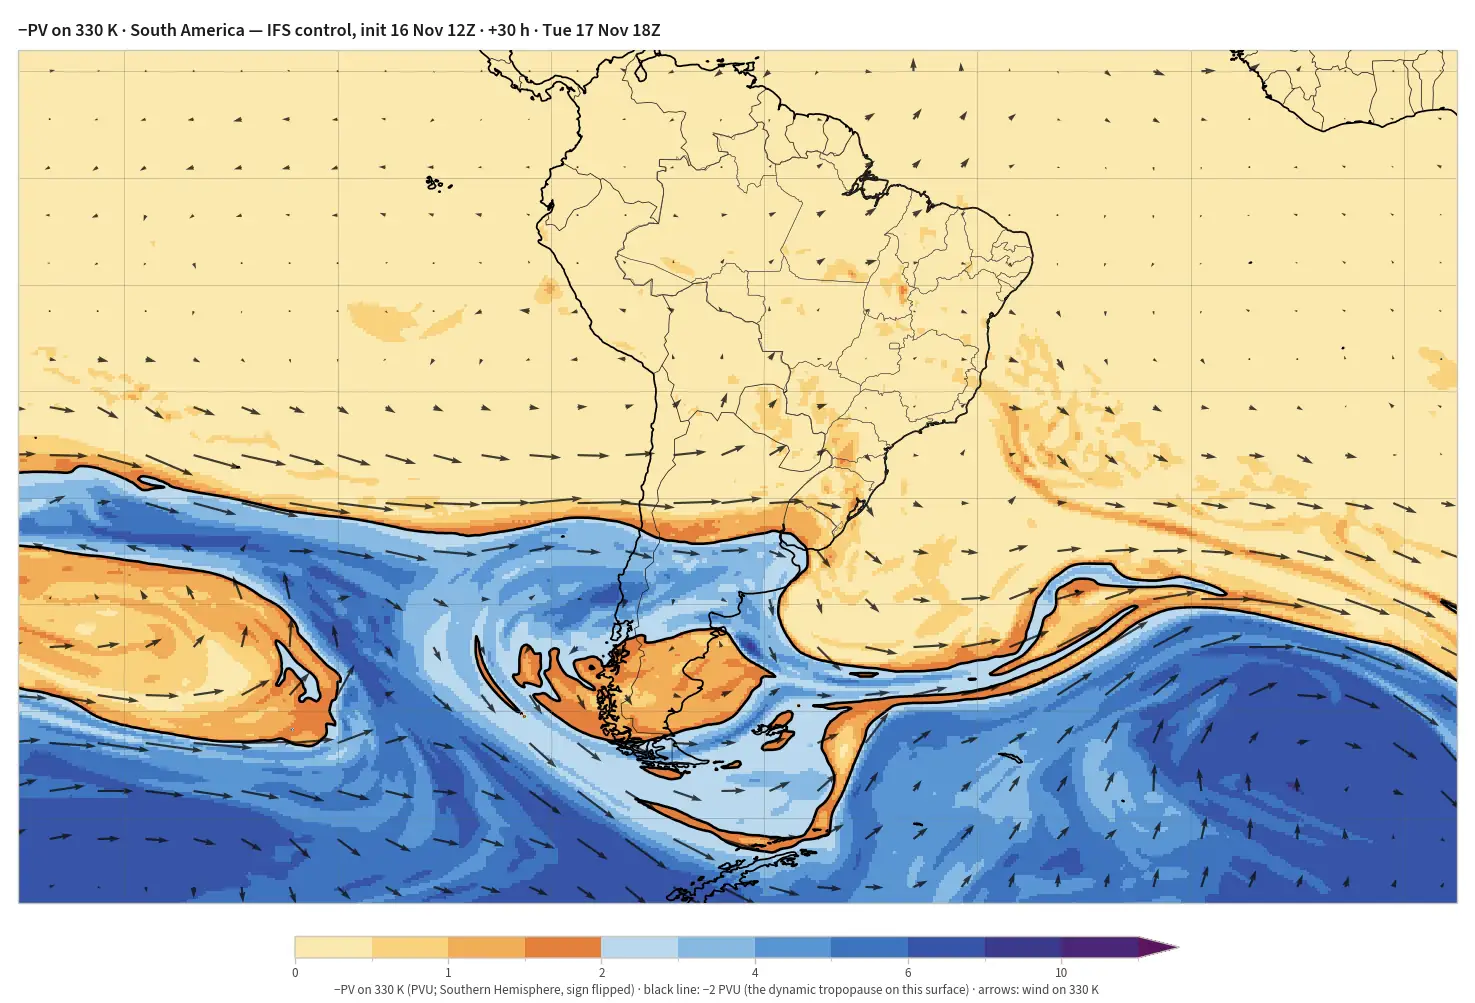 −PV on 330 K · South America — IFS control, init 16 Nov 12Z · +30 h · Tue 17 Nov 18Z
0 1 2 4 6 10
−PV on 330 K (PVU; Southern Hemisphere, sign flipped) · black line: −2 PVU (the dynamic tropopause on this surface) · arrows: wind on 330 K